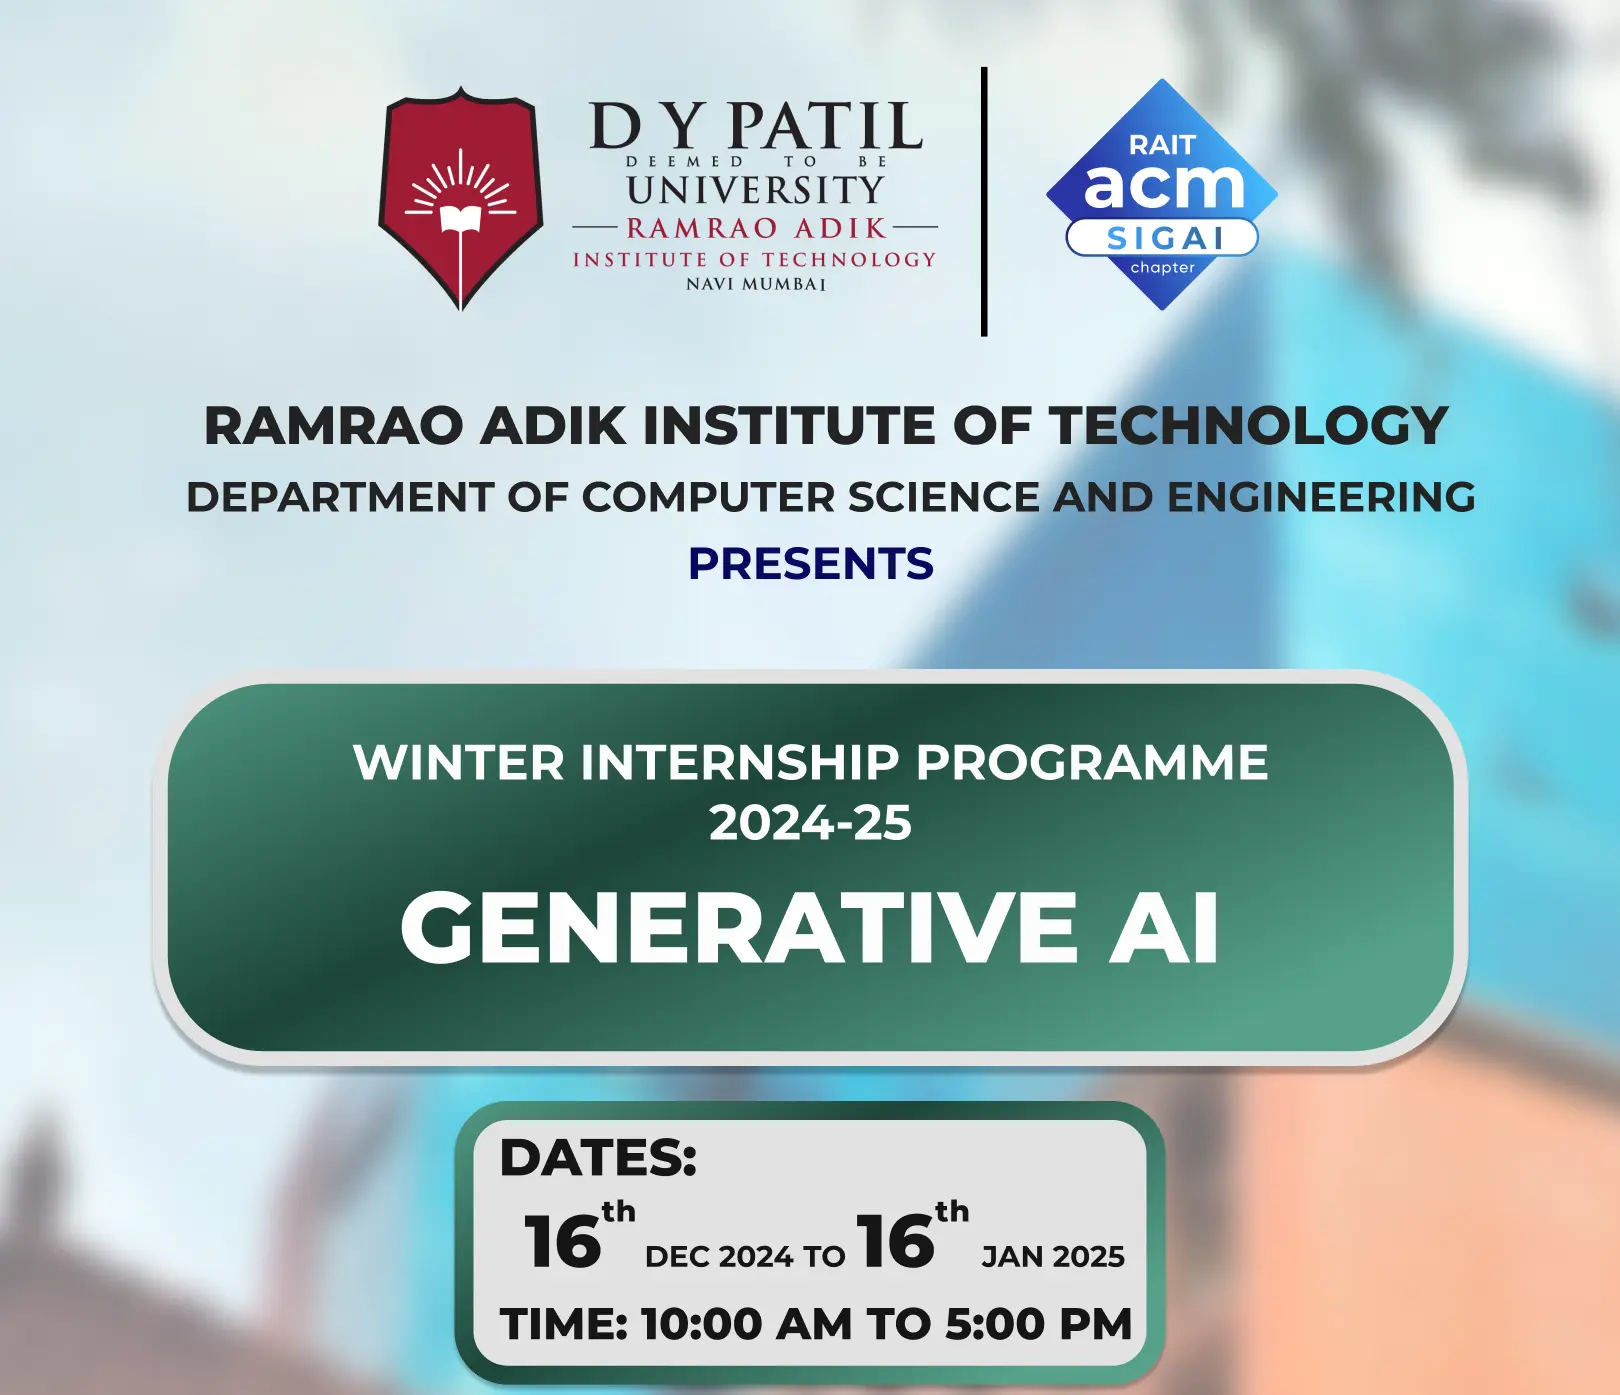 D Y PATIL
DEEMED TO BE
UNIVERSITY
RAMRAO ADIK
INSTITUTE OF TECHNOLOGY
NAVI MUMBAI
RAIT
acm
SIGAI
chapter
RAMRAO ADIK INSTITUTE OF TECHNOLOGY
DEPARTMENT OF COMPUTER SCIENCE AND ENGINEERING
PRESENTS
WINTER INTERNSHIP PROGRAMME
2024-25
GENERATIVE AI
DATES:
16th DEC 2024 TO 16th JAN 2025
TIME: 10:00 AM TO 5:00 PM